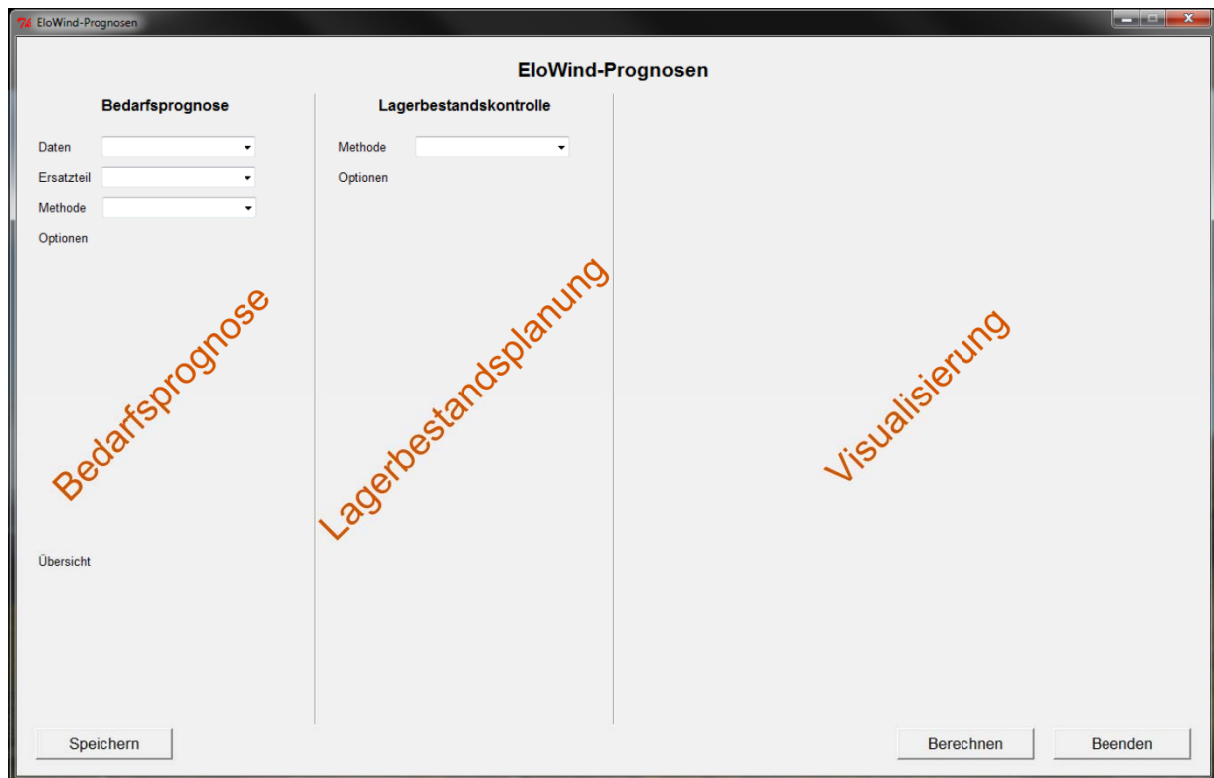 EloWind-Prognosen
EloWind-Prognosen
Bedarfsprognose
Daten
Ersatzteil
Methode
Optionen
Bedarfsprognose
Übersicht
Lagerbestandskontrolle
Methode
Optionen
Lagerbestandsplanung
Visualisierung
Speichern
Berechnen
Beenden